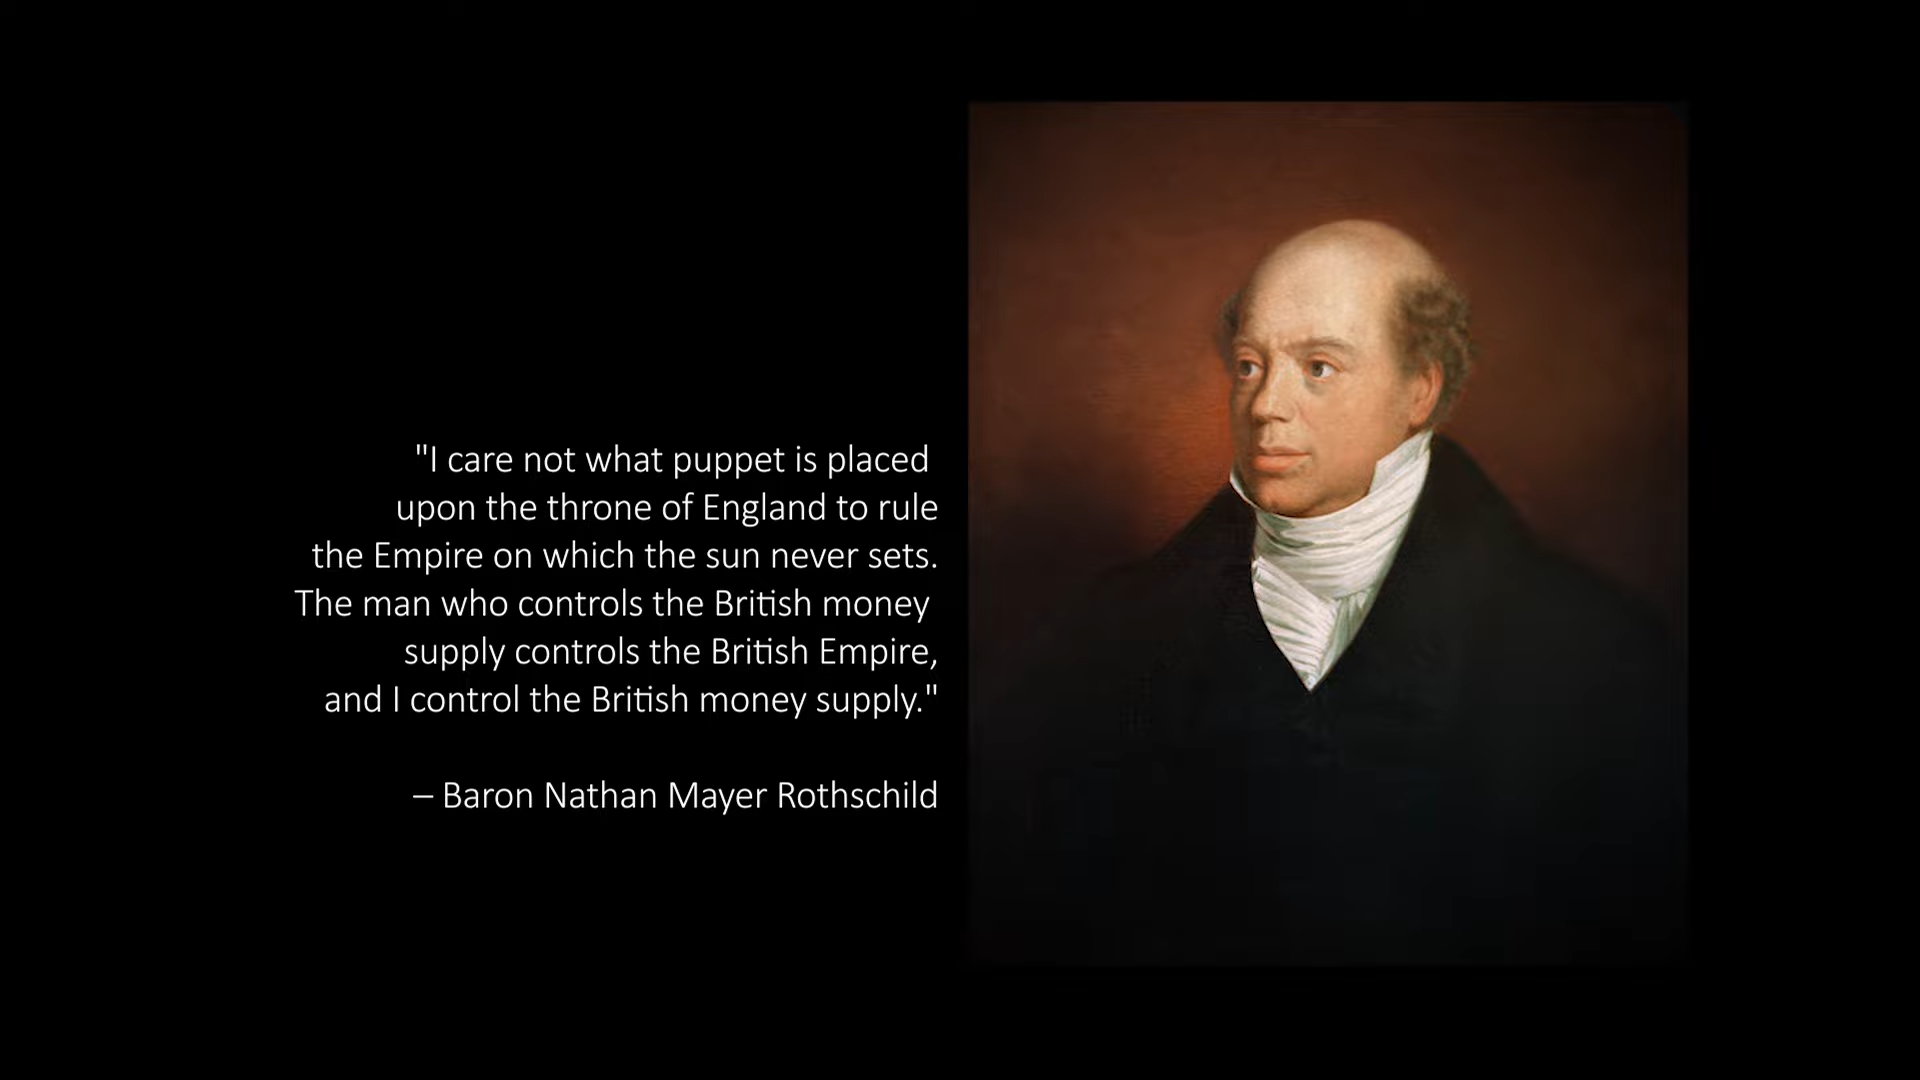 "I care not what puppet is placed
upon the throne of England to rule
the Empire on which the sun never sets.
The man who controls the British money
supply controls the British Empire,
and I control the British money supply."
– Baron Nathan Mayer Rothschild